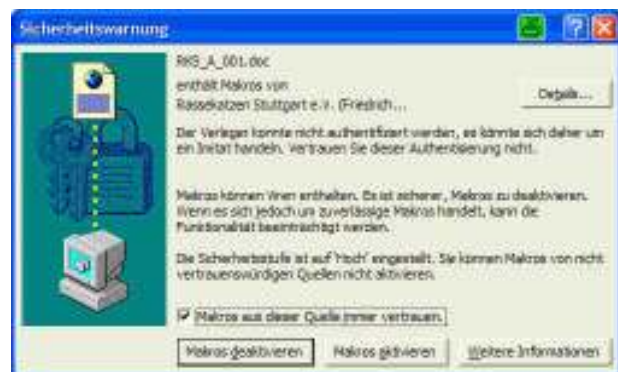 Sicherheitswarnung
RKS_A_001.doc
enthält Makros von
Rassekatzen Stuttgart e.V. (Friedrich...
Details...
Der Verleger konnte nicht authentifiziert werden, es könnte sich daher um
ein Imitat handeln. Vertrauen Sie dieser Authentisierung nicht.
Makros können Viren enthalten. Es ist sicherer, Makros zu deaktivieren.
Wenn es sich jedoch um zuverlässige Makros handelt, kann die
Funktionalität beeinträchtigt werden.
Die Sicherheitsstufe ist auf 'Hoch' eingestellt. Sie können Makros von nicht
vertrauenswürdigen Quellen nicht aktivieren.
Makros aus dieser Quelle immer vertrauen.
Makros deaktivieren
Makros aktivieren
Weitere Informationen